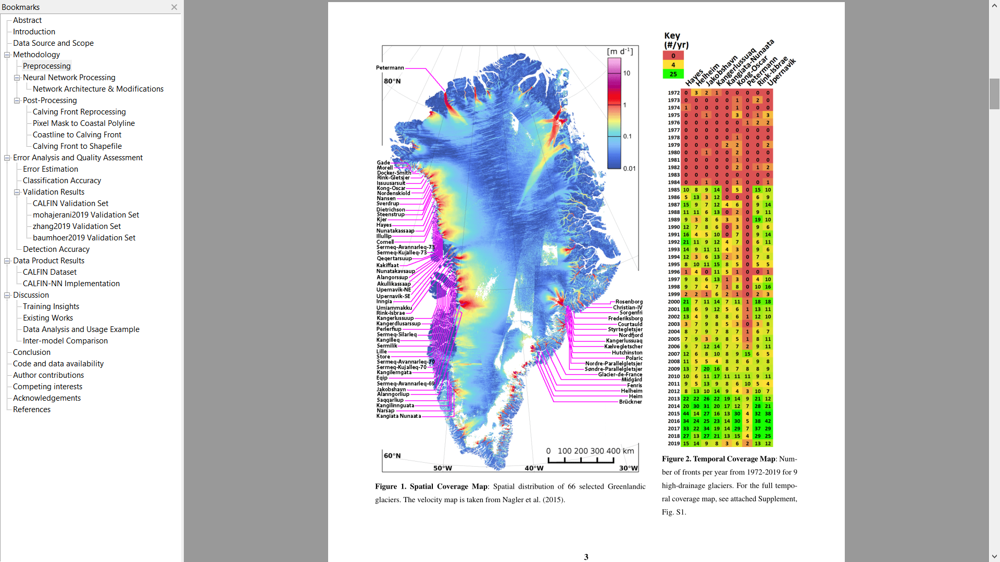 Bookmarks
Abstract
Introduction
Data Source and Scope
Methodology
Preprocessing
Neural Network Processing
Network Architecture & Modifications
Post-Processing
Calving Front Reprocessing
Pixel Mask to Coastal Polyline
Coastline to Calving Front
Calving Front to Shapefile
Error Analysis and Quality Assessment
Error Estimation
Classification Accuracy
Validation Results
CALFIN Validation Set
mohajerani2019 Validation Set
zhang2019 Validation Set
baumhoer2019 Validation Set
Detection Accuracy
Data Product Results
CALFIN Dataset
CALFIN-NN Implementation
Discussion
Training Insights
Existing Works
Data Analysis and Usage Example
Inter-model Comparison
Conclusion
Code and data availability
Author contributions
Competing interests
Acknowledgements
References
[m d⁻¹]
10
1
0.1
0.01
Petermann
80°N
Gade
Morell
Docker-Smith
Rink-Gletsjer
Issuusarsuit
Kong-Oscar
Nordenskiold
Nansen
Sverdrup
Dietrichson
Steenstrup
Kjer
Hayes
Nunatakassaap
Illullip
Cornell
Sermeq-Avannarleq-73
Sermeq-Kujalleq-73
Qeqertarsuup
Kakiffaat
Nunatakavsaup
Alangorssup
Akullikassaap
Upernavik-NE
Upernavik-SE
Inngia
Umiammakku
Rink-Isbrae
Kangerluusuup
Kangerdlusarssup
Perlerfiup
Sermeq-Silarleq
Kangilleq
Sermilik
Lille
Store
Sermeq-Avannarleq-70
Sermeq-Kujalleq-70
Kangilerngata
Eqip
Sermeq-Avannarleq-69
Jakobshavn
Alanngorliup
Saqqarliup
Kangilinnguata
Narsap
Kangiata Nunaata
Rosenborg
Christian-IV
Sorgenfri
Frederiksborg
Courtauld
Styrtegletsjer
Nordfjord
Kangerlussuaq
Kælvegletscher
Hutchinston
Polaric
Nordre-Parallelgletsjer
Søndre-Parallelgletsjer
Glacier-de-France
Midgård
Fenris
Helheim
Heim
Brückner
0 100 200 300 400 km
60°N
50°W 40°W 30°W
Figure 1. Spatial Coverage Map: Spatial distribution of 66 selected Greenlandic
glaciers. The velocity map is taken from Nagler et al. (2015).
Key
(#/yr)
0
4
25
Hayes
Helheim
Jakobshavn
Kangerlussuaq
Kangiata-Nunaata
Kong-Oscar
Petermann
Rink-Isbrae
Upernavik
1972 0 3 2 1 0 0 0 0 0
1973 0 0 0 0 0 1 0 2 0
1974 1 0 0 0 0 1 0 0 0
1975 0 0 1 0 0 3 0 1 3
1976 0 0 0 0 0 0 1 2 2
1977 0 0 0 0 0 0 0 0 0
1978 0 0 0 0 0 1 0 0 0
1979 0 0 0 0 2 2 0 0 2
1980 0 0 1 0 0 2 0 0 0
1981 0 0 0 0 0 1 0 0 0
1982 0 0 0 0 0 2 0 1 2
1983 0 0 0 0 0 0 0 0 0
1984 0 0 1 0 0 1 0 0 1
1985 10 8 9 14 0 5 0 15 10
1986 5 13 3 12 0 0 0 6 9
1987 15 9 7 12 4 6 0 9 14
1988 11 11 6 13 0 2 0 9 11
1989 9 3 8 6 3 3 0 19 10
1990 12 7 8 6 0 3 0 9 6
1991 16 4 5 10 0 7 0 9 14
1992 21 11 9 12 4 7 0 6 11
1993 14 9 11 11 4 3 0 9 6
1994 12 3 6 13 2 3 0 7 8
1995 8 10 11 15 8 5 0 5 5
1996 1 4 0 11 5 1 0 0 1
1997 9 8 6 13 1 3 0 4 10
1998 9 7 4 7 1 8 0 10 16
1999 2 2 1 6 2 1 0 2 3
2000 21 7 11 14 7 11 1 18 18
2001 18 6 9 12 5 6 1 13 11
2002 13 4 9 8 8 6 1 12 10
2003 3 7 9 8 5 3 0 3 8
2004 8 7 9 7 8 7 1 6 7
2005 7 9 3 9 8 5 1 8 11
2006 9 7 12 14 7 7 2 9 11
2007 12 6 8 10 8 9 15 6 5
2008 11 5 5 4 8 8 6 9 8
2009 13 7 20 16 8 7 8 8 9
2010 10 6 11 17 11 11 11 9 11
2011 9 5 13 9 8 6 10 5 4
2012 8 13 10 14 9 4 3 10 7
2013 22 22 26 22 19 14 9 21 12
2014 20 30 31 20 17 12 7 28 21
2015 44 14 27 16 13 30 4 32 38
2016 34 24 25 23 14 30 5 38 42
2017 33 22 34 19 14 29 7 37 29
2018 27 13 27 21 13 15 4 29 25
2019 15 14 9 8 3 6 2 13 12
Figure 2. Temporal Coverage Map: Num-
ber of fronts per year from 1972-2019 for 9
high-drainage glaciers. For the full tempo-
ral coverage map, see attached Supplement,
Fig. S1.
3